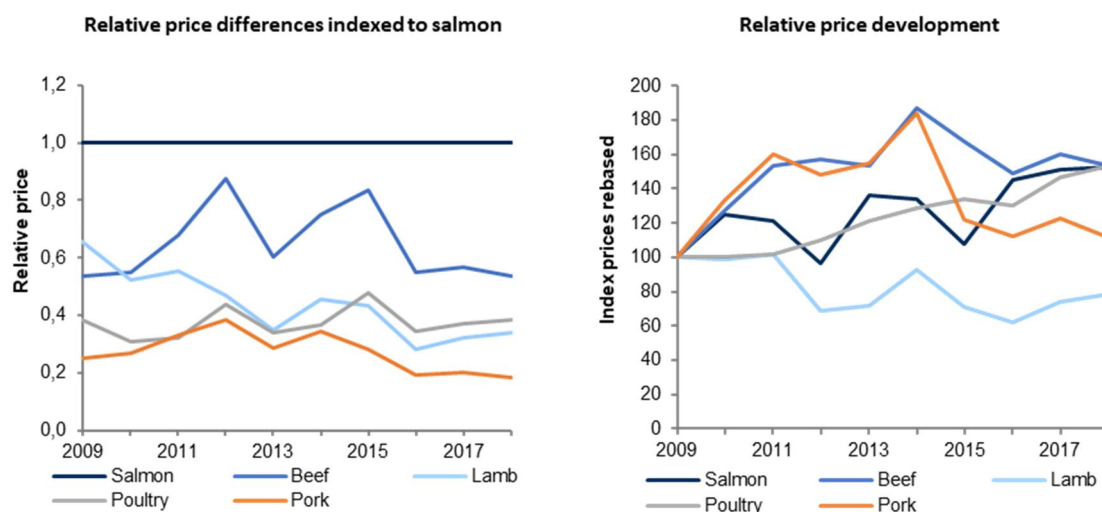 Relative price differences indexed to salmon
Relative price
1,2
1,0
0,8
0,6
0,4
0,2
0,0
2009 2011 2013 2015 2017
Salmon Beef Lamb
Poultry Pork
Relative price development
Index prices rebased
200
180
160
140
120
100
80
60
40
20
0
2009 2011 2013 2015 2017
Salmon Beef Lamb
Poultry Pork